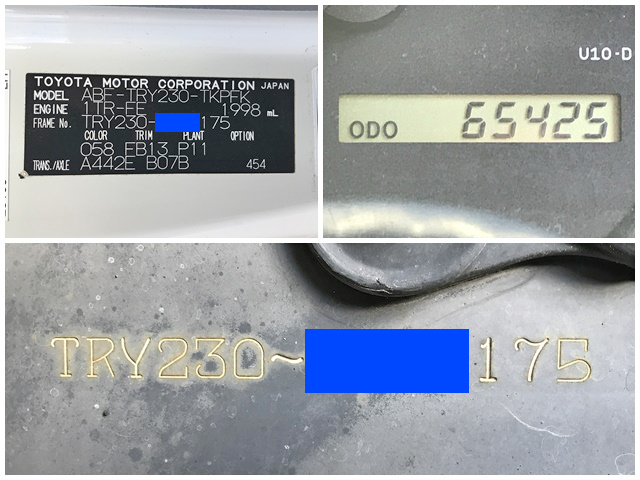 TOYOTA MOTOR CORPORATION JAPAN
MODEL ABF-TRY230-TKPFK
ENGINE 1TR-FE 1998 mL
FRAME No. TRY230- 175
COLOR TRIM PLANT OPTION
058 FB13 P11
TRANS./AXLE A442E B07B 454
U10-D
ODO 65425
TRY230~ 175